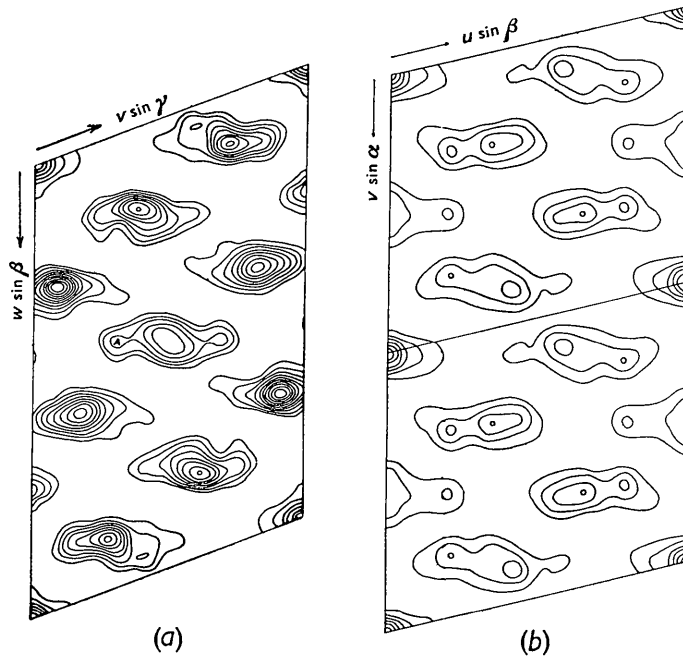 v sin γ
w sin β
A
(a)
u sin β
v sin α
(b)